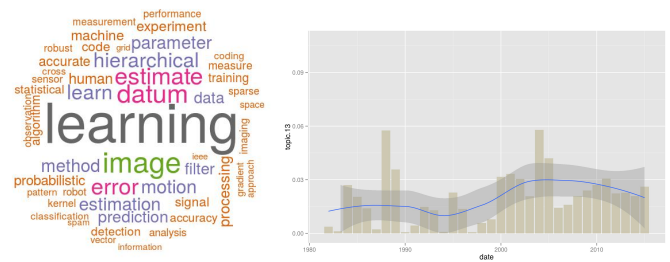 performance
measurement experiment
machine parameter
robust code grid
accurate hierarchical coding
cross measure
sensor human estimate training
statistical learn datum data sparse
space
observation algorithm learning imaging
method image ieee filter
probabilistic processing gradient approach
pattern robot error motion
kernel estimation signal
classification prediction accuracy
spam
detection analysis
vector
information
topic.13
0.09
0.06
0.03
0.00
1980 1990 2000 2010
date